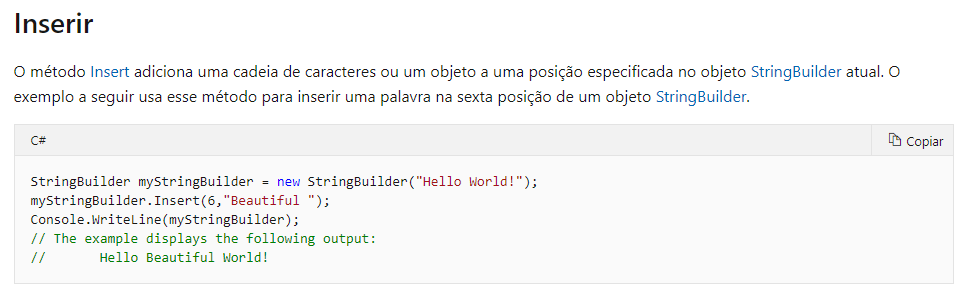 Inserir
O método Insert adiciona uma cadeia de caracteres ou um objeto a uma posição especificada no objeto StringBuilder atual. O
exemplo a seguir usa esse método para inserir uma palavra na sexta posição de um objeto StringBuilder.
C# Copiar
StringBuilder myStringBuilder = new StringBuilder("Hello World!");
myStringBuilder.Insert(6,"Beautiful ");
Console.WriteLine(myStringBuilder);
// The example displays the following output:
//       Hello Beautiful World!